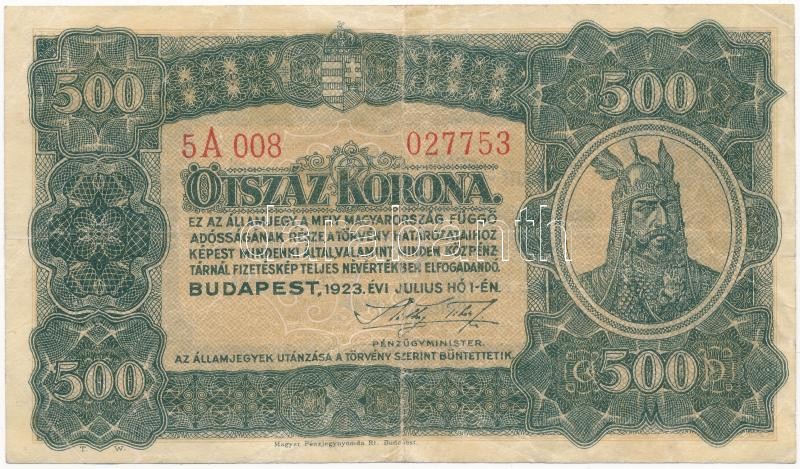 500
500
5A 008 027753
ÖTSZÁZ KORONA.
EZ AZ ÁLLAMJEGY A MELY MAGYARORSZÁG FÜGGŐ
ADÓSSÁGÁNAK RÉSZE A TÖRVÉNY HATÁROZATAIHOZ
KÉPEST MINDENKI ÁLTAL VALAMINT MINDEN KÖZPÉNZ
TÁRNÁL FIZETÉSKÉP TELJES NÉVÉRTÉKBEN ELFOGADANDÓ.
BUDAPEST, 1923. ÉVI JULIUS HÓ 1-ÉN.
PÉNZÜGYMINISTER.
AZ ÁLLAMJEGYEK UTÁNZÁSA A TÖRVÉNY SZERINT BÜNTETTETIK.
500
500
T. W.
Magyar Pénzjegynyomda Rt. Budapest.